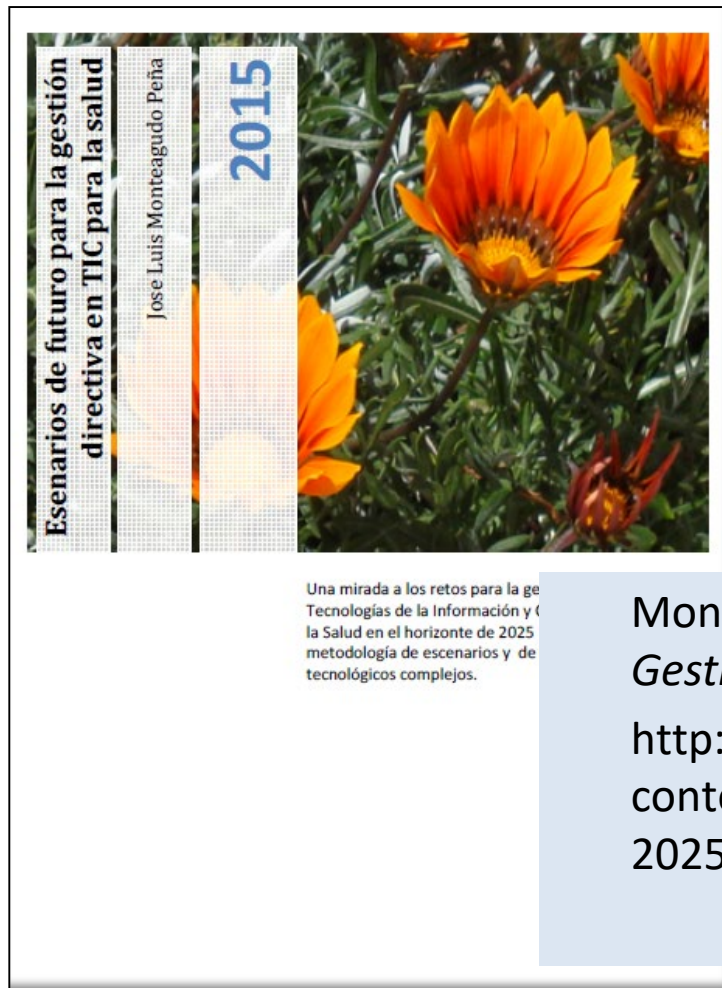 Esenarios de futuro para la gestión
directiva en TIC para la salud
Jose Luis Monteagudo Peña
2015
Una mirada a los retos para la ge
Tecnologías de la Información y
la Salud en el horizonte de 2025
metodología de escenarios y de
tecnológicos complejos.
Mon
Gest
http:
conte
2025